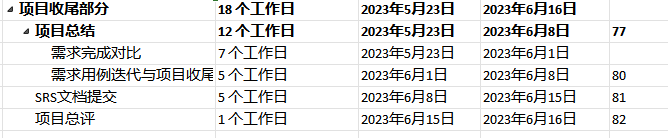 项目收尾部分 18 个工作日 2023年5月23日 2023年6月16日
项目总结 12 个工作日 2023年5月23日 2023年6月8日 77
需求完成对比 7 个工作日 2023年5月23日 2023年6月1日
需求用例迭代与项目收尾 5 个工作日 2023年6月1日 2023年6月8日 80
SRS文档提交 5 个工作日 2023年6月8日 2023年6月15日 81
项目总评 1 个工作日 2023年6月15日 2023年6月16日 82